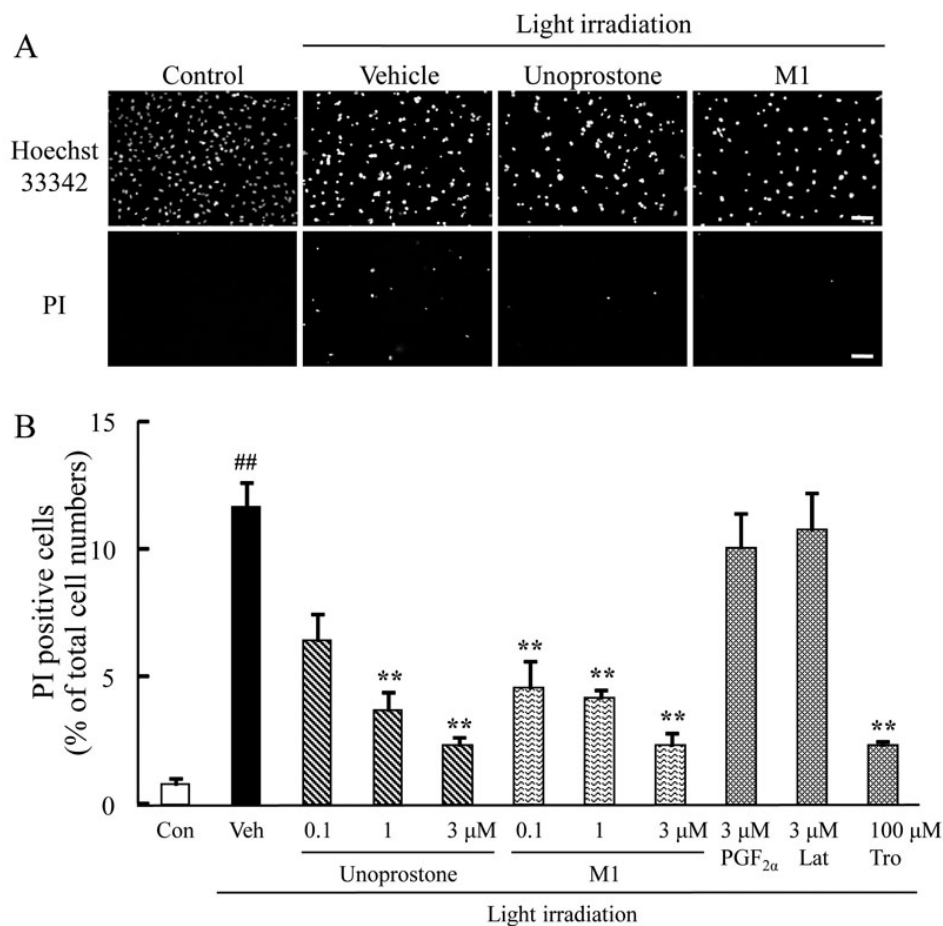 A
Light irradiation
Control Vehicle Unoprostone M1
Hoechst
33342
PI
B
PI positive cells
(% of total cell numbers)
15
10
5
0
##
**
**
**
**
**
**
Con Veh 0.1 1 3 μM 0.1 1 3 μM 3 μM 3 μM 100 μM
PGF2α Lat Tro
Unoprostone M1
Light irradiation